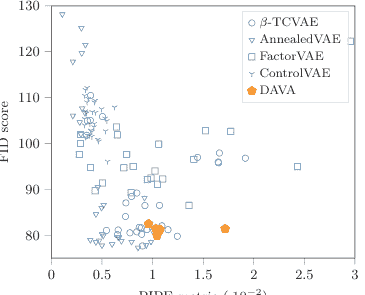 130
120
110
100
90
80
FID score
β-TCVAE
AnnealedVAE
FactorVAE
ControlVAE
DAVA
0
0.5
1
1.5
2
2.5
3